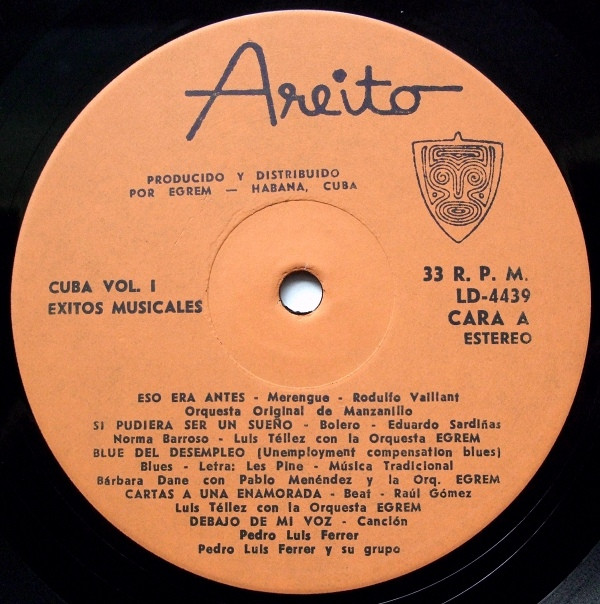 Areito
PRODUCIDO Y DISTRIBUIDO
POR EGREM — HABANA, CUBA
CUBA VOL. I
EXITOS MUSICALES
33 R. P. M.
LD-4439
CARA A
ESTEREO
ESO ERA ANTES - Merengue - Rodulfo Vaillant
Orquesta Original de Manzanillo
SI PUDIERA SER UN SUEÑO - Bolero - Eduardo Sardiñas
Norma Barroso - Luis Téllez con la Orquesta EGREM
BLUE DEL DESEMPLEO (Unemployment compensation blues)
Blues - Letra: Les Pine - Música Tradicional
Bárbara Dane con Pablo Menéndez y la Orq. EGREM
CARTAS A UNA ENAMORADA - Beat - Raúl Gómez
Luis Téllez con la Orquesta EGREM
DEBAJO DE MI VOZ - Canción
Pedro Luis Ferrer
Pedro Luis Ferrer y su grupo